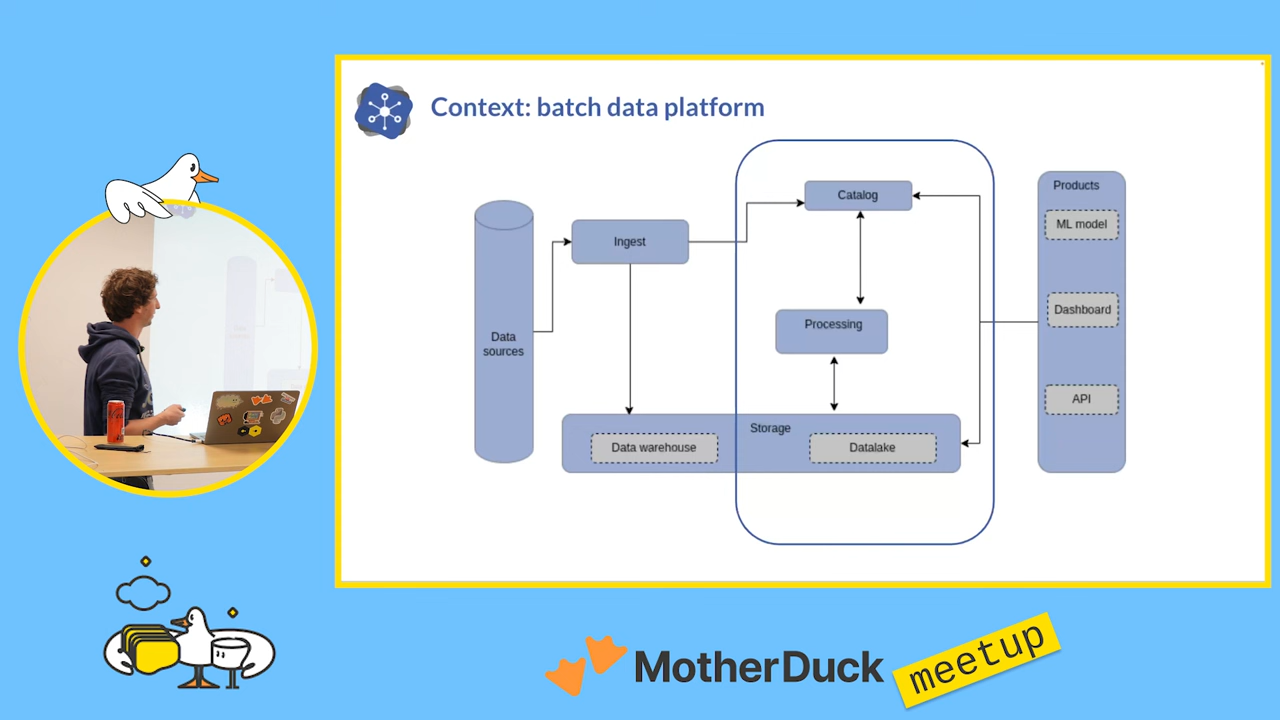 Context: batch data platform
Data
sources
Ingest
Catalog
Processing
Storage
Data warehouse
Datalake
Products
ML model
Dashboard
API
MotherDuck
meetup